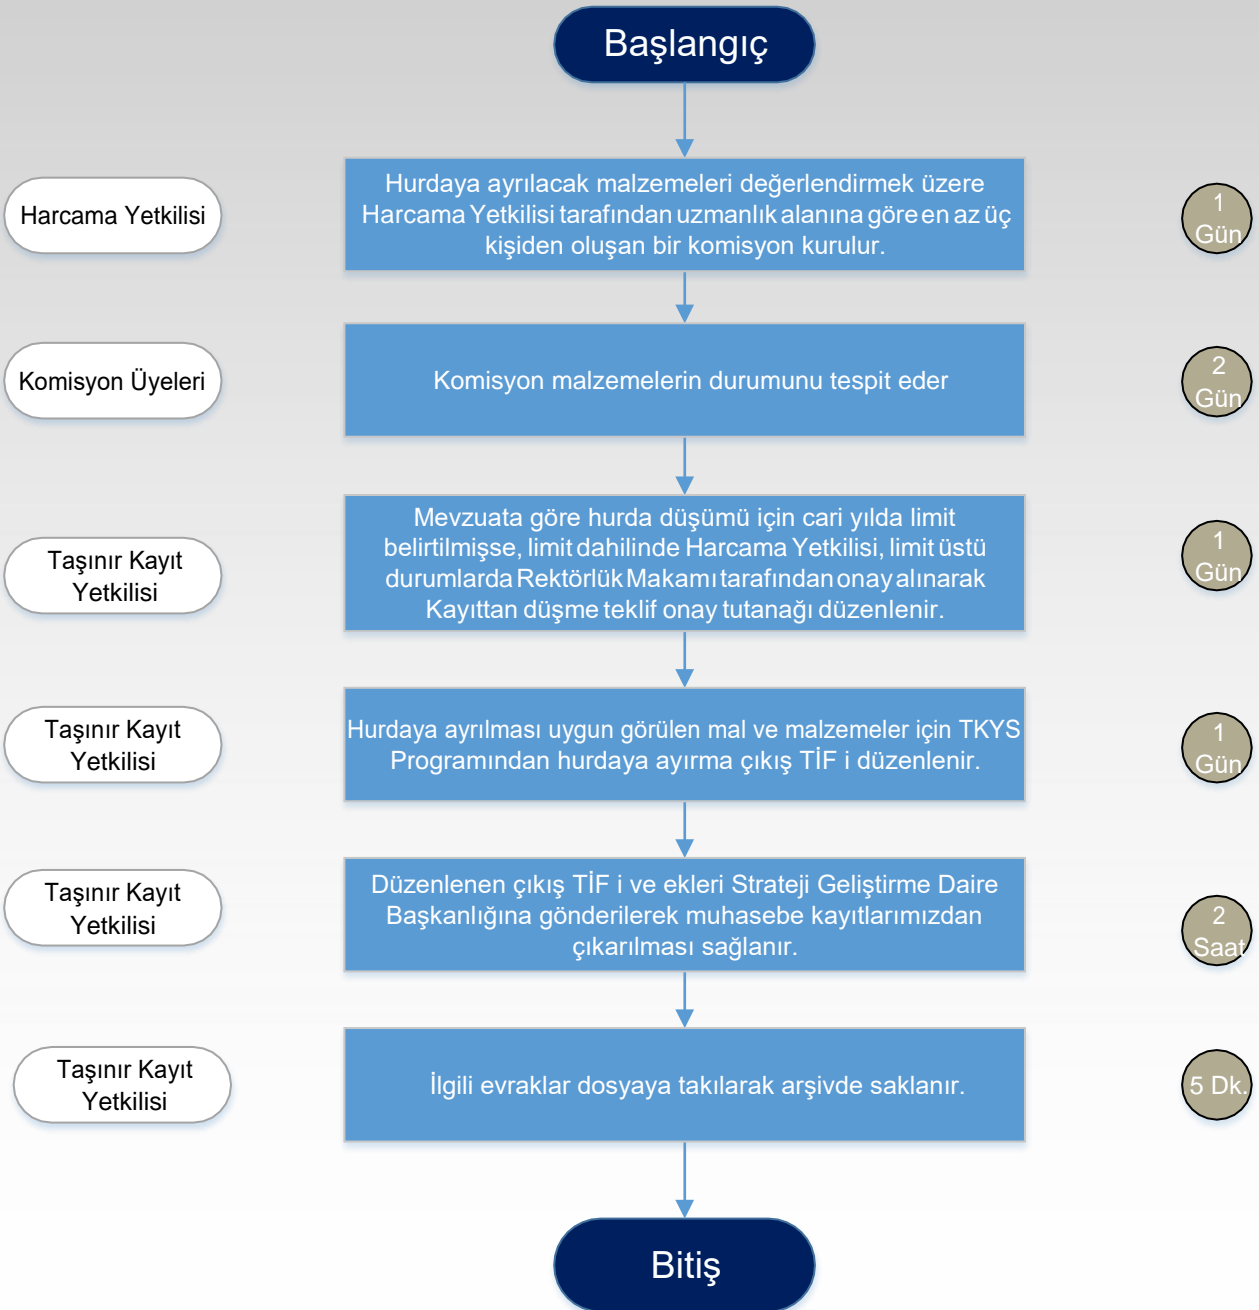 Başlangıç
Harcama Yetkilisi
Hurdaya ayrılacak malzemeleri değerlendirmek üzere
Harcama Yetkilisi tarafından uzmanlık alanına göre en az üç
kişiden oluşan bir komisyon kurulur.
1
Gün
Komisyon Üyeleri
Komisyon malzemelerin durumunu tespit eder
2
Gün
Taşınır Kayıt
Yetkilisi
Mevzuata göre hurda düşümü için cari yılda limit
belirtilmişse, limit dahilinde Harcama Yetkilisi, limit üstü
durumlarda Rektörlük Makamı tarafından onay alınarak
Kayıttan düşme teklif onay tutanağı düzenlenir.
1
Gün
Taşınır Kayıt
Yetkilisi
Hurdaya ayrılması uygun görülen mal ve malzemeler için TKYS
Programından hurdaya ayırma çıkış TİF i düzenlenir.
1
Gün
Taşınır Kayıt
Yetkilisi
Düzenlenen çıkış TİF i ve ekleri Strateji Geliştirme Daire
Başkanlığına gönderilerek muhasebe kayıtlarımızdan
çıkarılması sağlanır.
2
Saat
Taşınır Kayıt
Yetkilisi
İlgili evraklar dosyaya takılarak arşivde saklanır.
5 Dk.
Bitiş